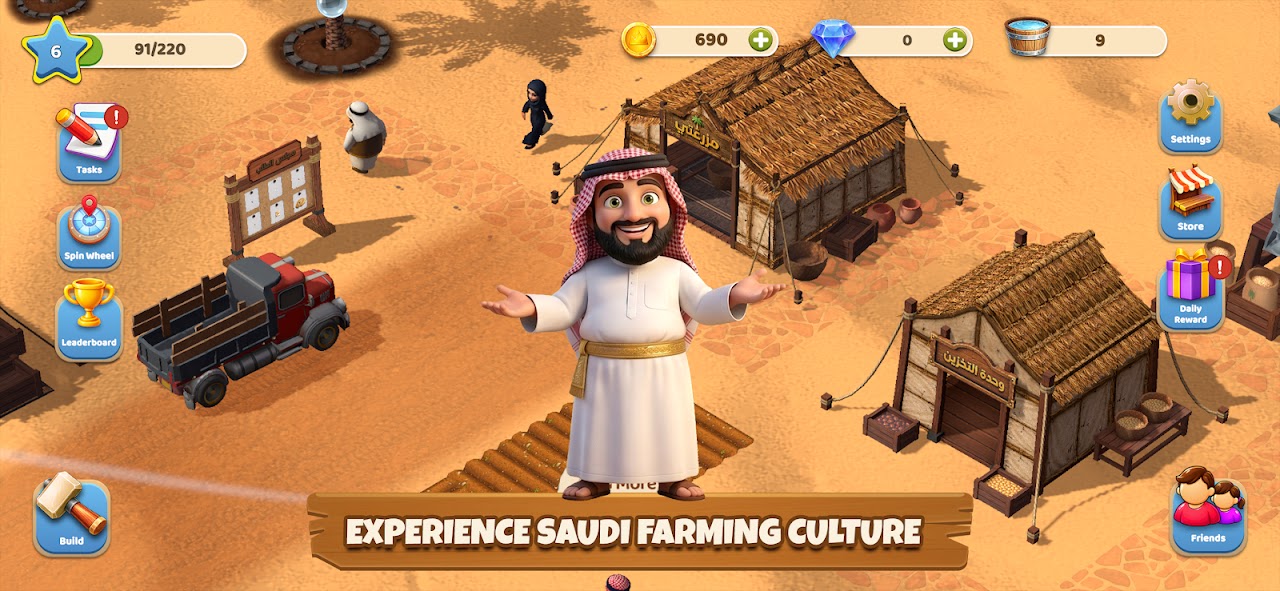 6
91/220
690
0
9
!
Tasks
Spin Wheel
Leaderboard
Build
مزرعتي
Settings
Store
!
Daily
Reward
وحدة التخزين
Friends
More
EXPERIENCE SAUDI FARMING CULTURE